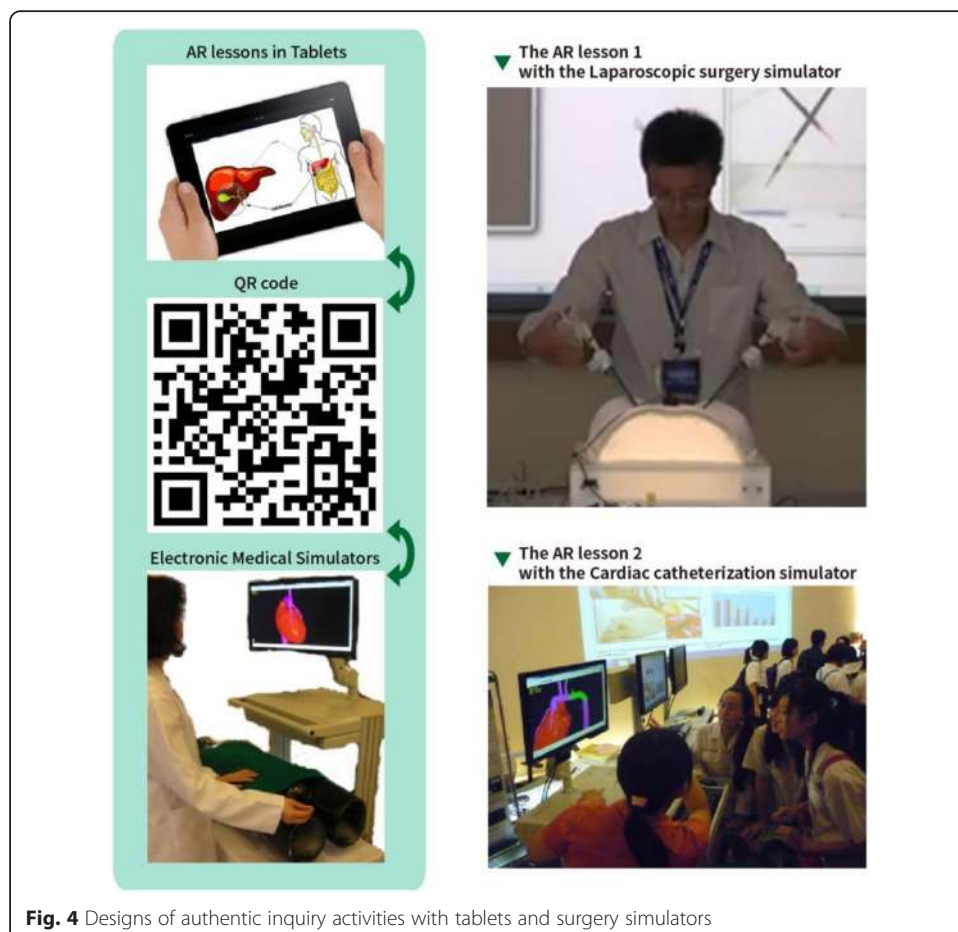 AR lessons in Tablets
QR code
Electronic Medical Simulators
The AR lesson 1
with the Laparoscopic surgery simulator
The AR lesson 2
with the Cardiac catheterization simulator
Fig. 4 Designs of authentic inquiry activities with tablets and surgery simulators